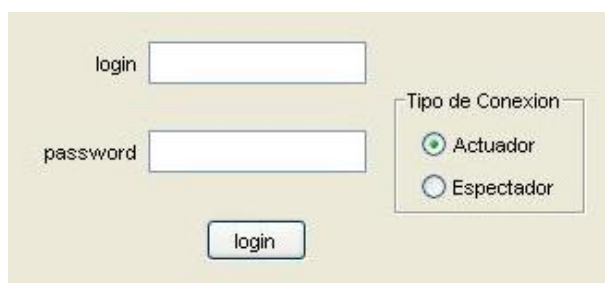 login
Tipo de Conexion
Actuador
password
Espectador
login